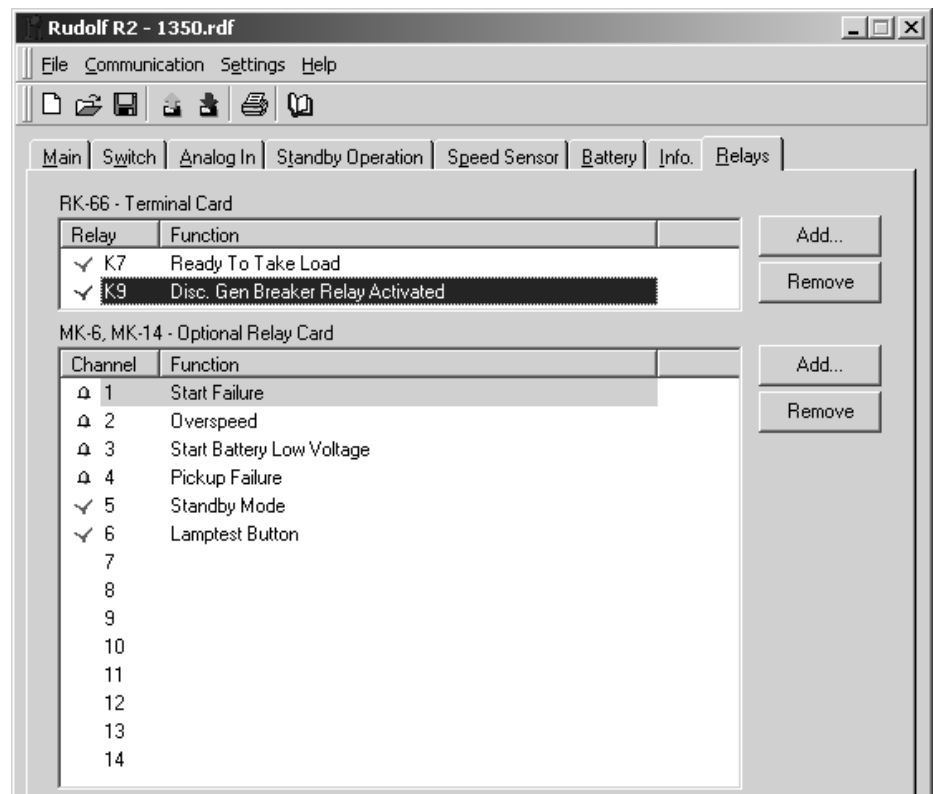 Rudolf R2 - 1350.rdf
File Communication Settings Help
Main Switch Analog In Standby Operation Speed Sensor Battery Info. Relays
RK-66 - Terminal Card
Relay Function
K7 Ready To Take Load
K9 Disc. Gen Breaker Relay Activated
Add...
Remove
MK-6, MK-14 - Optional Relay Card
Channel Function
1 Start Failure
2 Overspeed
3 Start Battery Low Voltage
4 Pickup Failure
5 Standby Mode
6 Lamptest Button
7
8
9
10
11
12
13
14
Add...
Remove